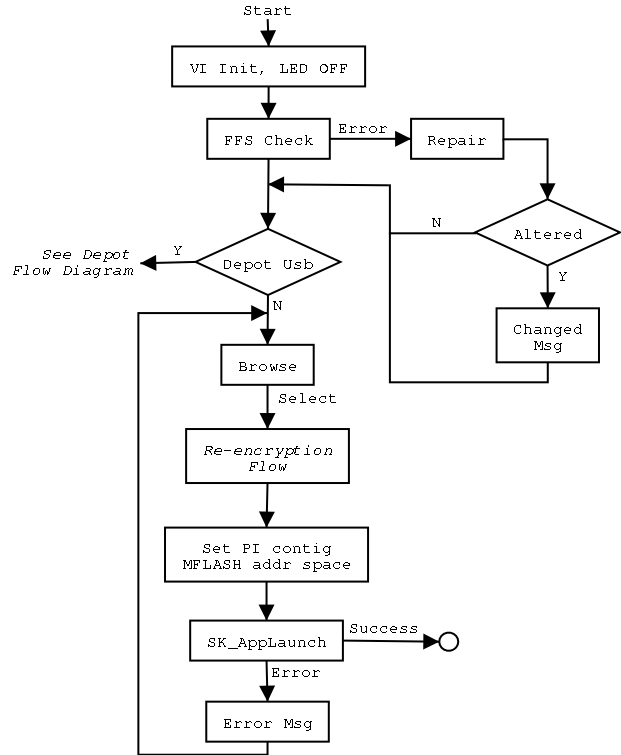 Start
VI Init, LED OFF
FFS Check
Error
Repair
Altered
N
Y
Changed
Msg
Depot Usb
Y
See Depot
Flow Diagram
N
Browse
Select
Re-encryption
Flow
Set PI contig
MFLASH addr space
SK_AppLaunch
Success
Error
Error Msg